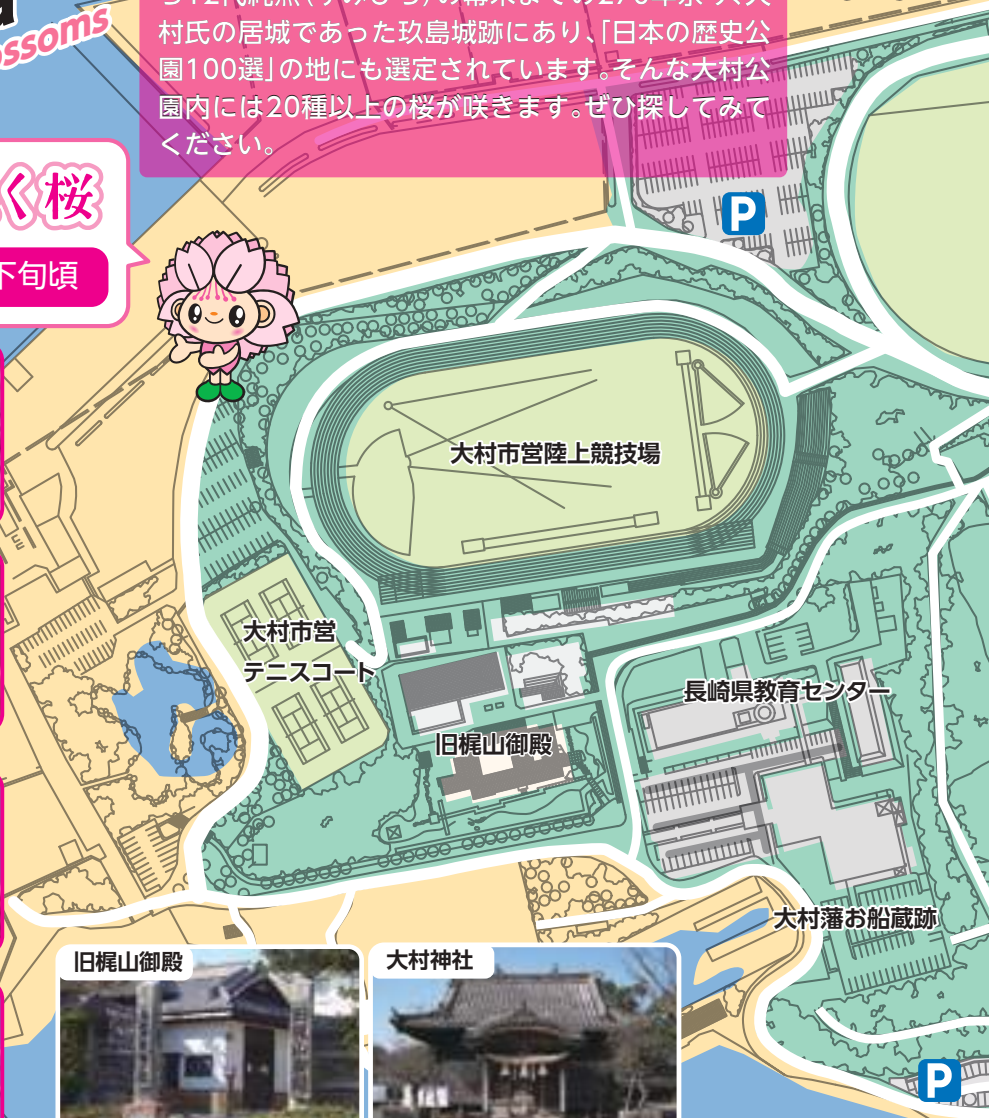 ssoms
村氏の居城であった玖島城跡にあり、「日本の歴史公
園100選」の地にも選定されています。そんな大村公
園内には20種以上の桜が咲きます。ぜひ探してみて
ください。
く桜
下旬頃
P
大村市営陸上競技場
大村市営
テニスコート
長崎県教育センター
旧梶山御殿
大村藩お船蔵跡
旧梶山御殿
大村神社
P